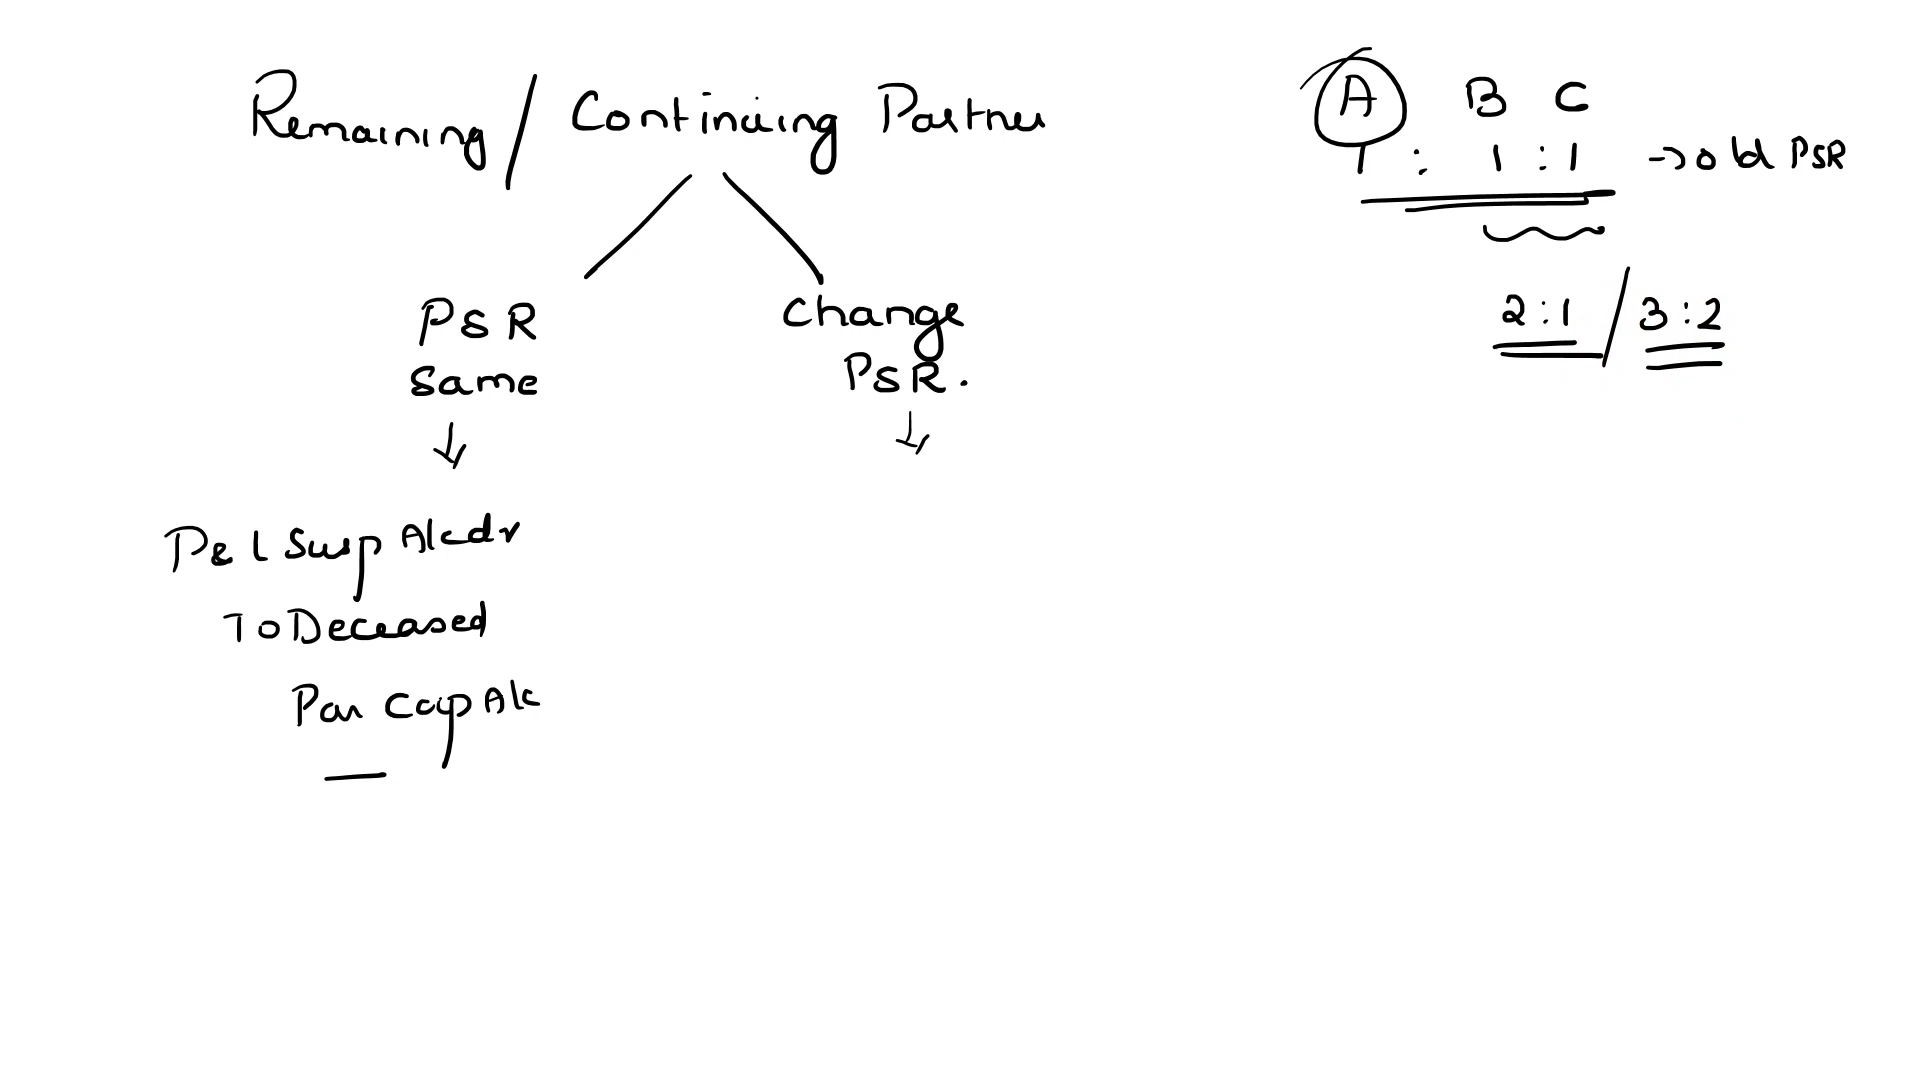 Remaining / Continuing Partner
A B C
1 : 1 : 1 → old PSR
2:1 / 3:2
PSR
Same
↓
Change
PSR.
↓
P&L Susp A/c dr
To Deceased
Par Cap A/c